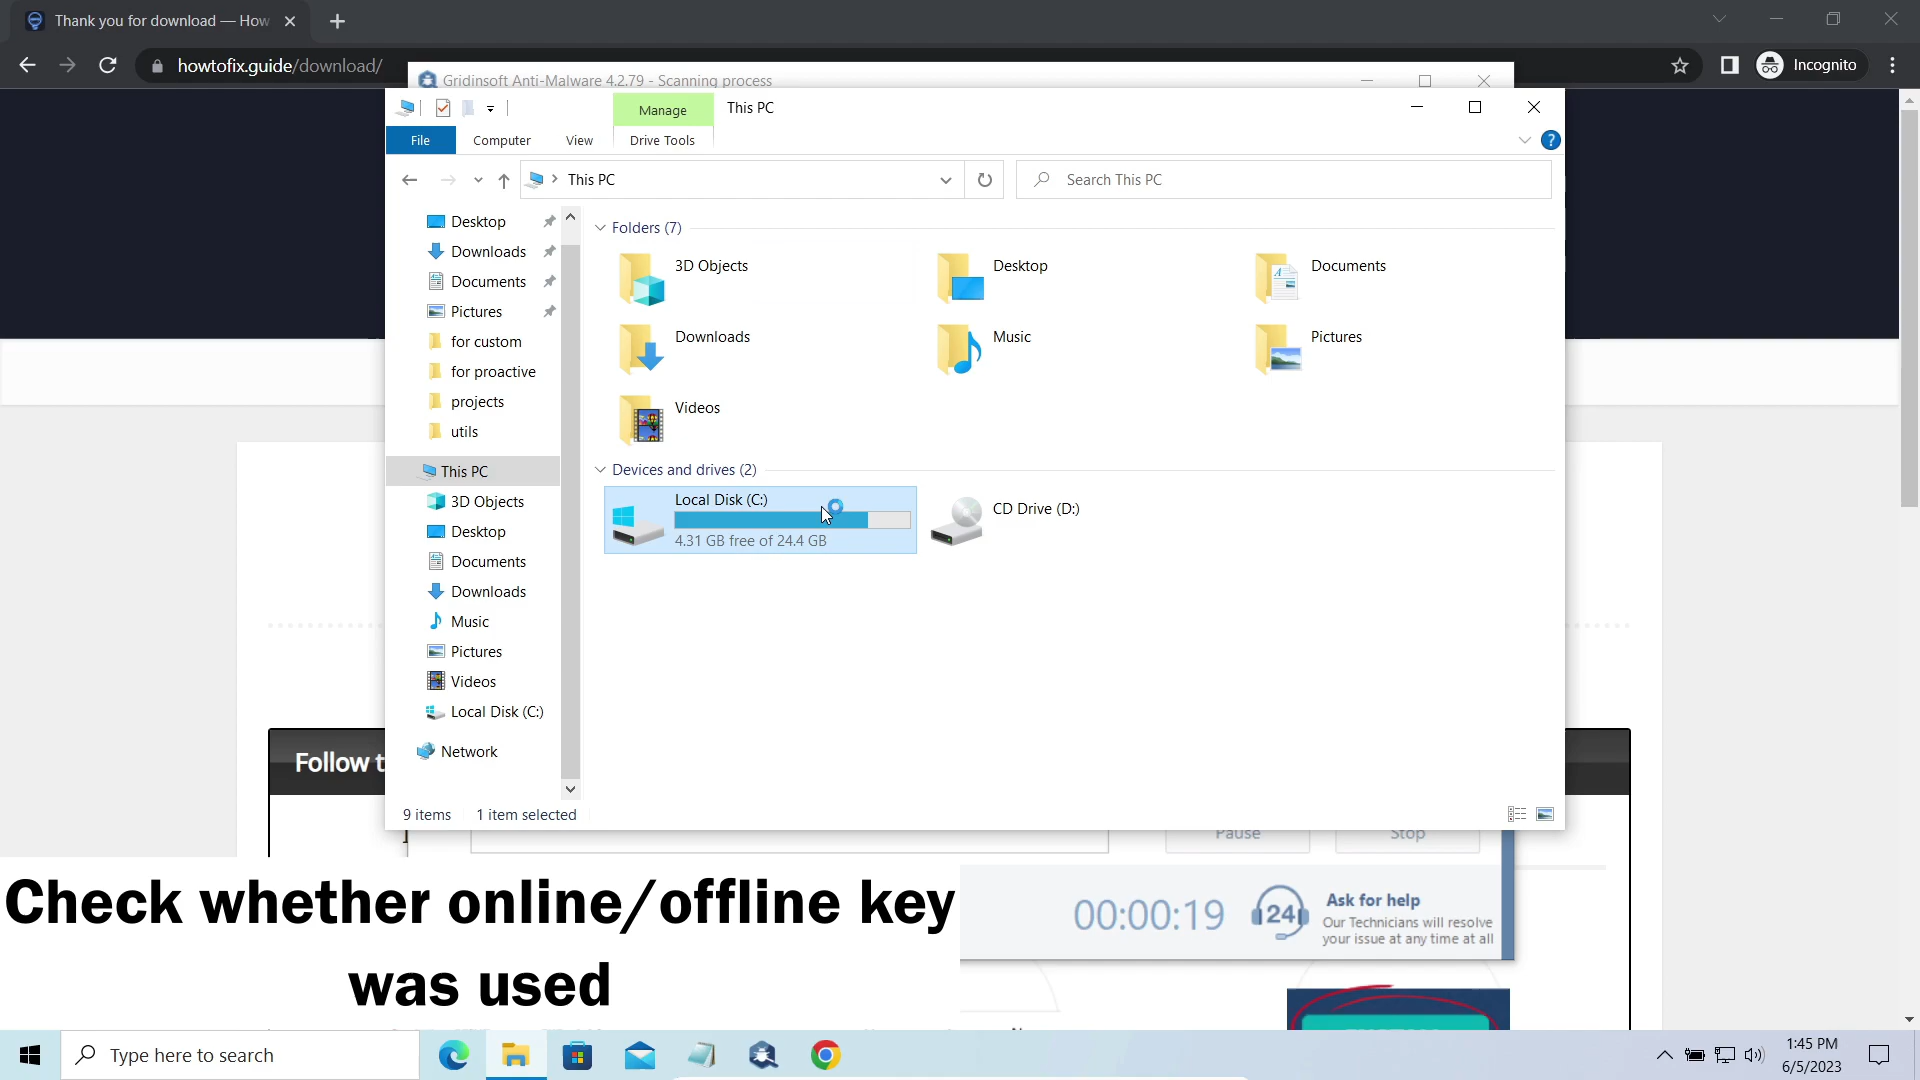 Thank you for download — How
howtofix.guide/download/
Incognito
Gridinsoft Anti-Malware 4.2.79 - Scanning process
Manage
This PC
File
Computer
View
Drive Tools
This PC
Search This PC
Desktop
Downloads
Documents
Pictures
for custom
for proactive
projects
utils
This PC
3D Objects
Desktop
Documents
Downloads
Music
Pictures
Videos
Local Disk (C:)
Network
Folders (7)
3D Objects
Desktop
Documents
Downloads
Music
Pictures
Videos
Devices and drives (2)
Local Disk (C:)
4.31 GB free of 24.4 GB
CD Drive (D:)
9 items
1 item selected
Follow t
Pause
Stop
Check whether online/offline key
was used
00:00:19
24
Ask for help
Our Technicians will resolve
your issue at any time at all
Type here to search
1:45 PM
6/5/2023